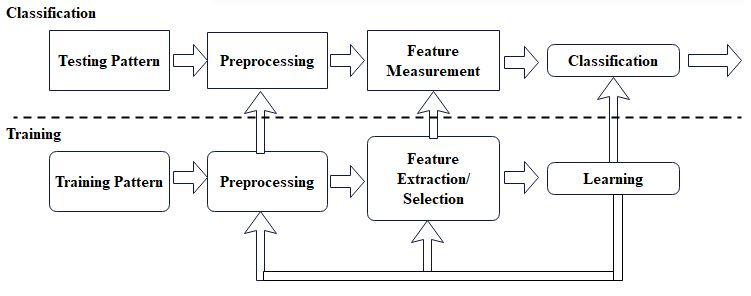 Classification
Testing Pattern
Preprocessing
Feature
Measurement
Classification
Training
Training Pattern
Preprocessing
Feature
Extraction/
Selection
Learning